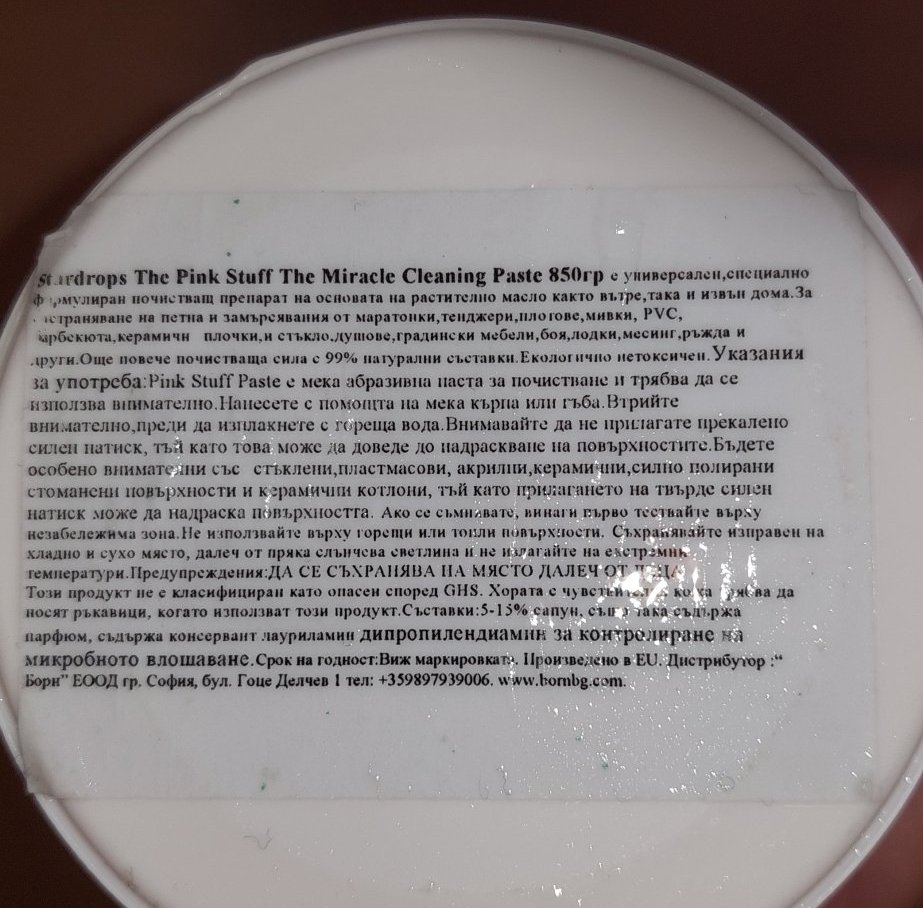 Stardrops The Pink Stuff The Miracle Cleaning Paste 850гр е универсален,специално
формулиран почистващ препарат на основата на растително масло както вътре,така и извън дома.За
отстраняване на петна и замърсявания от маратонки,тенджери,плотове,мивки, PVC,
барбекюта,керамичн плочки,и стъкло,душове,градински мебели,боя,лодки,месинг,ръжда и
други.Още повече почистваща сила с 99% натурални съставки.Екологично нетоксичен.Указания
за употреба:Pink Stuff Paste е мека абразивна паста за почистване и трябва да се
използва внимателно.Нанесете с помощта на мека кърпа или гъба.Втрийте
внимателно,преди да изплакнете с гореща вода.Внимавайте да не прилагате прекалено
силен натиск, тъй като това може да доведе до надраскване на повърхностите.Бъдете
особено внимателни със стъклени,пластмасови, акрилни,керамични,силно полирани
стоманени повърхности и керамични котлони, тъй като прилагането на твърде силен
натиск може да надраска повърхността. Ако се съмнавате, винаги първо тествайте върху
незабележима зона.Не използвайте върху горещи или топли повърхности. Съхранявайте изправен на
хладно и сухо място, далеч от пряка слънчева светлина и не излагайте на екстремни
температури.Предупреждения:ДА СЕ СЪХРАНЯВА НА МЯСТО ДАЛЕЧ ОТ ДЕЦА
Този продукт не е класифициран като опасен според GHS. Хората с чувствителна кожа трябва да
носят ръкавици, когато използват този продукт.Съставки:5-15% сапун, също така съдържа
парфюм, съдържа консервант лауриламин дипропилендиамин за контролиране на
микробното влошаване.Срок на годност:Виж маркировката. Произведено в EU. Дистрибутор :“
Борн” ЕООД гр. София, бул. Гоце Делчев 1 тел: +359897939006. www.bornbg.com.